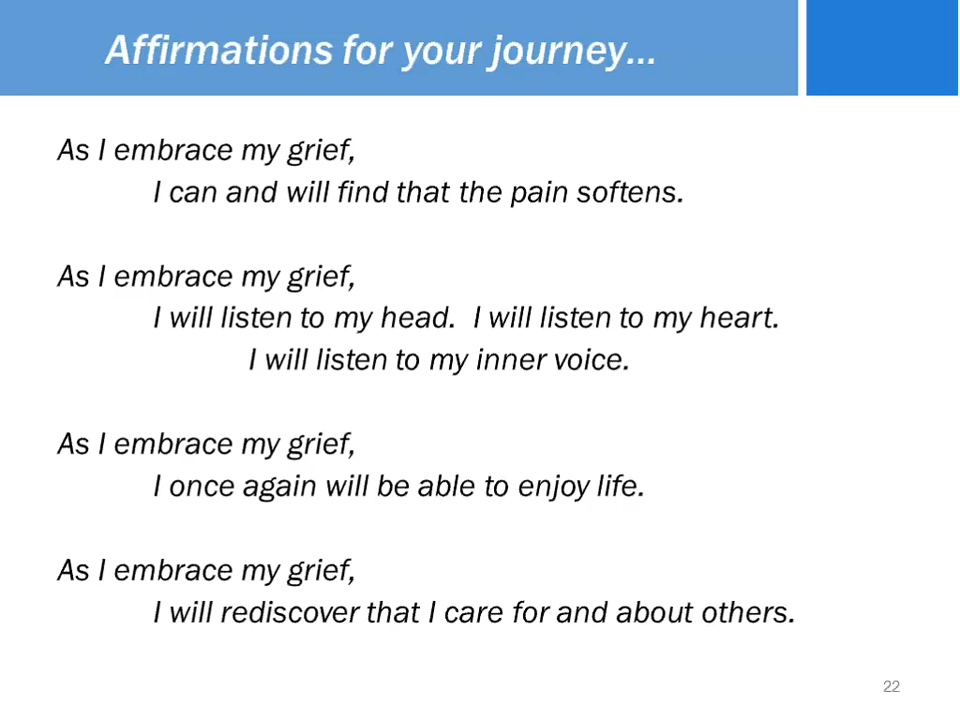 Affirmations for your journey…
As I embrace my grief,
I can and will find that the pain softens.
As I embrace my grief,
I will listen to my head.  I will listen to my heart.
I will listen to my inner voice.
As I embrace my grief,
I once again will be able to enjoy life.
As I embrace my grief,
I will rediscover that I care for and about others.
22